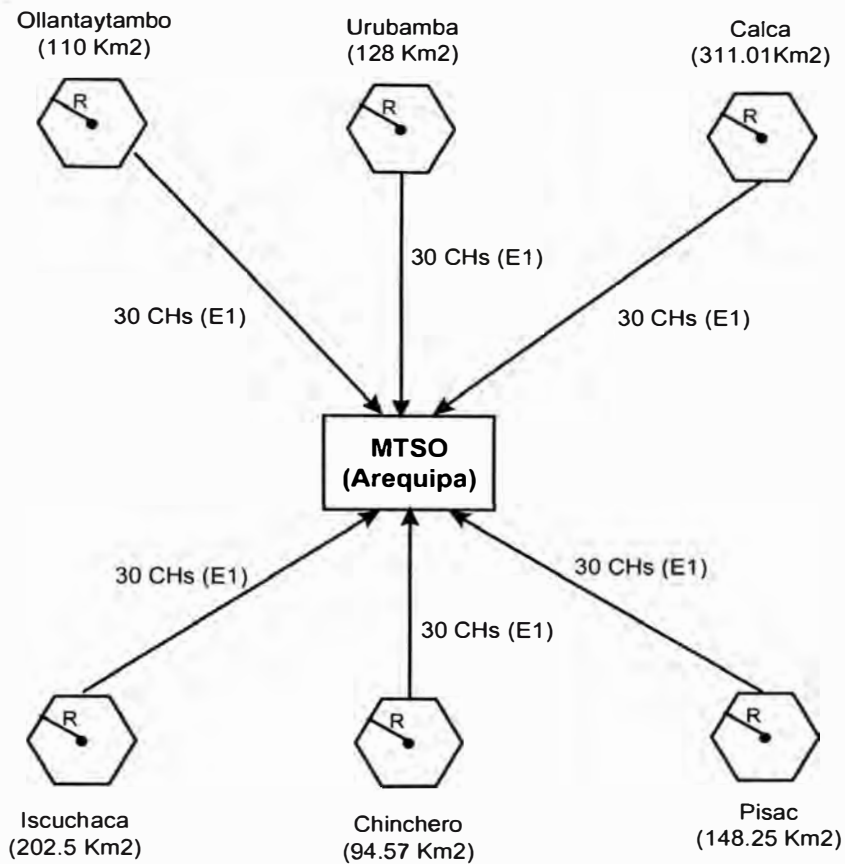 Ollantaytambo
(110 Km2)
Urubamba
(128 Km2)
Calca
(311.01Km2)
R
R
R
30 CHs (E1)
30 CHs (E1)
30 CHs (E1)
MTSO
(Arequipa)
30 CHs (E1)
30 CHs (E1)
30 CHs (E1)
R
R
R
Iscuchaca
(202.5 Km2)
Chinchero
(94.57 Km2)
Pisac
(148.25 Km2)